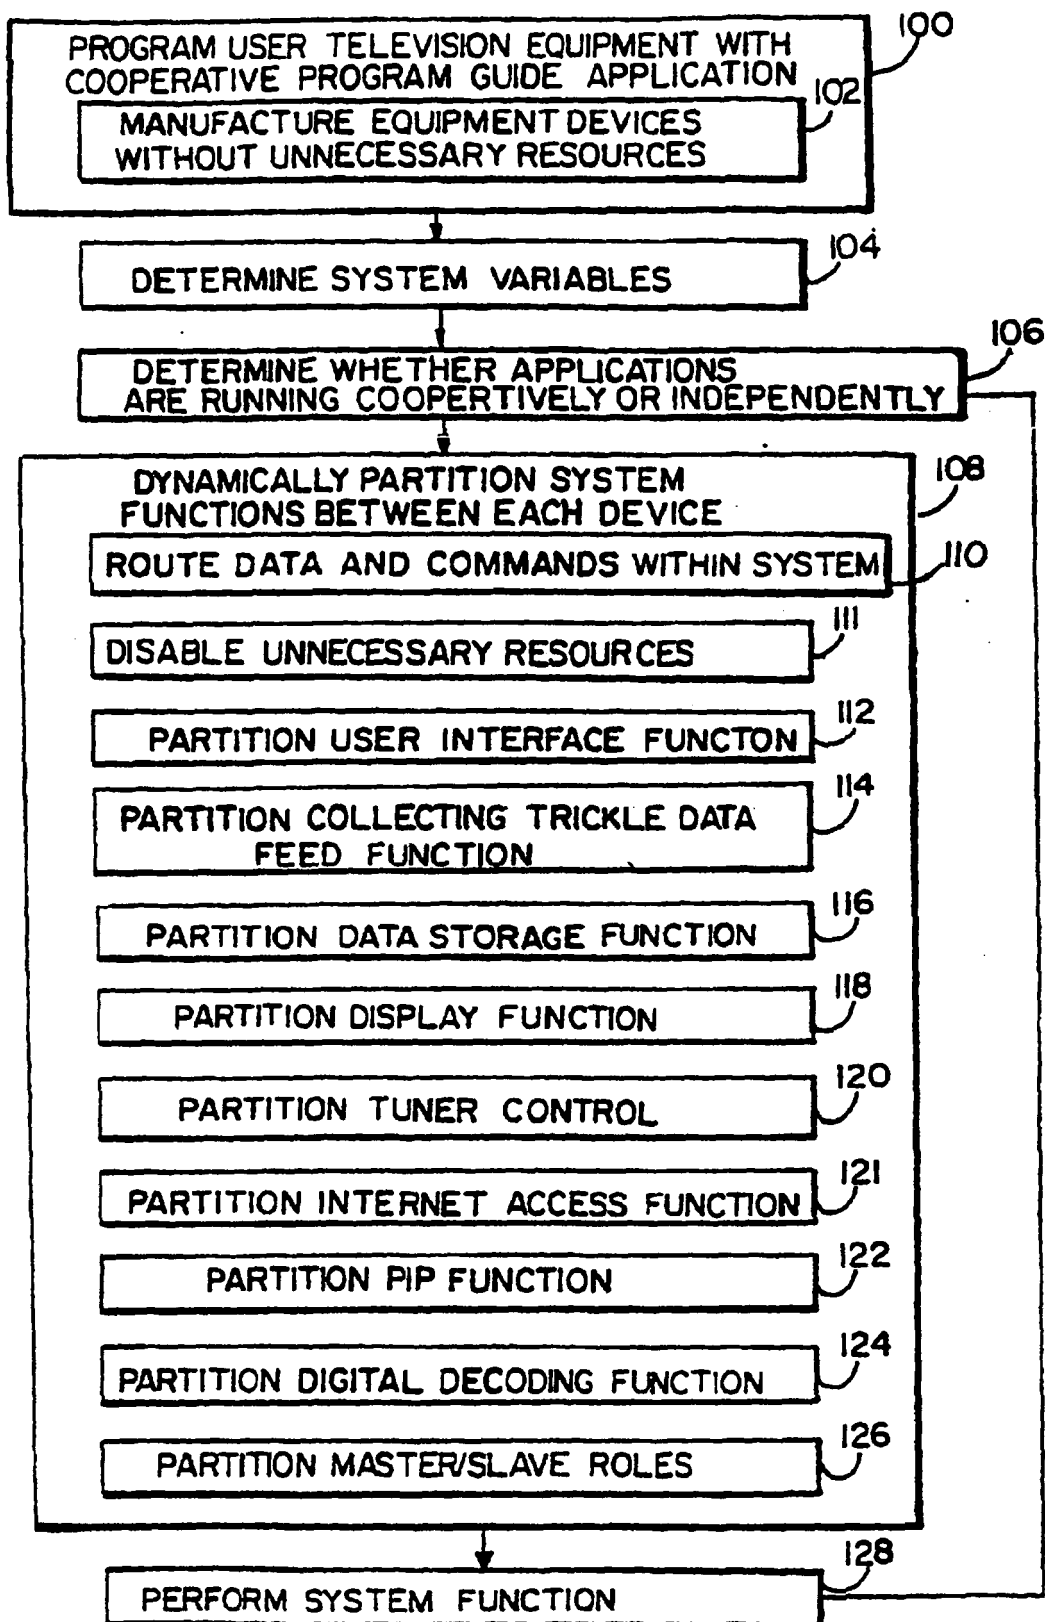 100
PROGRAM USER TELEVISION EQUIPMENT WITH
COOPERATIVE PROGRAM GUIDE APPLICATION
102
MANUFACTURE EQUIPMENT DEVICES
WITHOUT UNNECESSARY RESOURCES
104
DETERMINE SYSTEM VARIABLES
106
DETERMINE WHETHER APPLICATIONS
ARE RUNNING COOPERTIVELY OR INDEPENDENTLY
108
DYNAMICALLY PARTITION SYSTEM
FUNCTIONS BETWEEN EACH DEVICE
ROUTE DATA AND COMMANDS WITHIN SYSTEM
110
111
DISABLE UNNECESSARY RESOURCES
112
PARTITION USER INTERFACE FUNCTON
114
PARTITION COLLECTING TRICKLE DATA
FEED FUNCTION
116
PARTITION DATA STORAGE FUNCTION
118
PARTITION DISPLAY FUNCTION
120
PARTITION TUNER CONTROL
121
PARTITION INTERNET ACCESS FUNCTION
122
PARTITION PIP FUNCTION
124
PARTITION DIGITAL DECODING FUNCTION
126
PARTITION MASTER/SLAVE ROLES
128
PERFORM SYSTEM FUNCTION